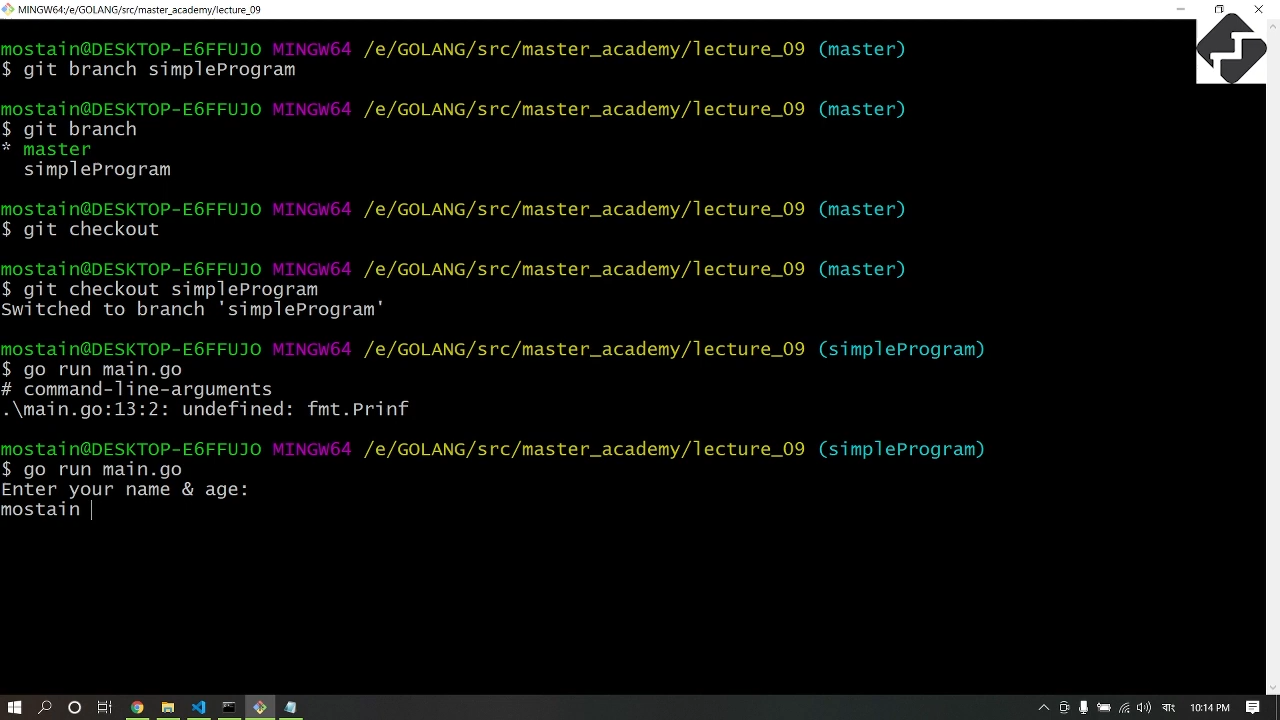 MINGW64:/e/GOLANG/src/master_academy/lecture_09
mostain@DESKTOP-E6FFUJO MINGW64 /e/GOLANG/src/master_academy/lecture_09 (master)
$ git branch simpleProgram
mostain@DESKTOP-E6FFUJO MINGW64 /e/GOLANG/src/master_academy/lecture_09 (master)
$ git branch
* master
simpleProgram
mostain@DESKTOP-E6FFUJO MINGW64 /e/GOLANG/src/master_academy/lecture_09 (master)
$ git checkout
mostain@DESKTOP-E6FFUJO MINGW64 /e/GOLANG/src/master_academy/lecture_09 (master)
$ git checkout simpleProgram
Switched to branch 'simpleProgram'
mostain@DESKTOP-E6FFUJO MINGW64 /e/GOLANG/src/master_academy/lecture_09 (simpleProgram)
$ go run main.go
# command-line-arguments
.\main.go:13:2: undefined: fmt.Prinf
mostain@DESKTOP-E6FFUJO MINGW64 /e/GOLANG/src/master_academy/lecture_09 (simpleProgram)
$ go run main.go
Enter your name & age:
mostain
10:14 PM